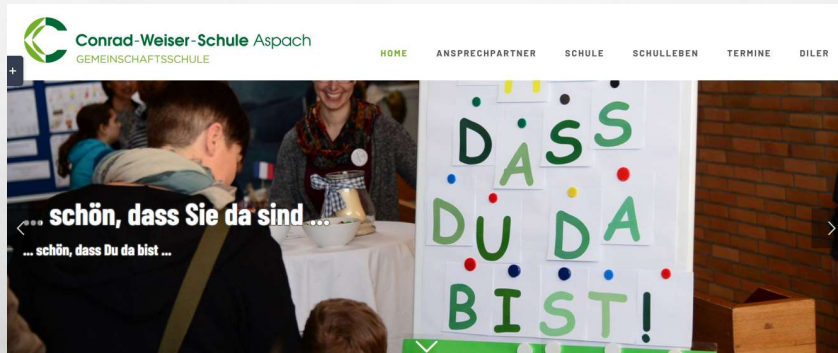 Conrad-Weiser-Schule Aspach
GEMEINSCHAFTSSCHULE
HOME ANSPRECHPARTNER SCHULE SCHULLEBEN TERMINE DILER
+
... schön, dass Sie da sind ...
... schön, dass Du da bist ...
DASS
DU DA
BIST!